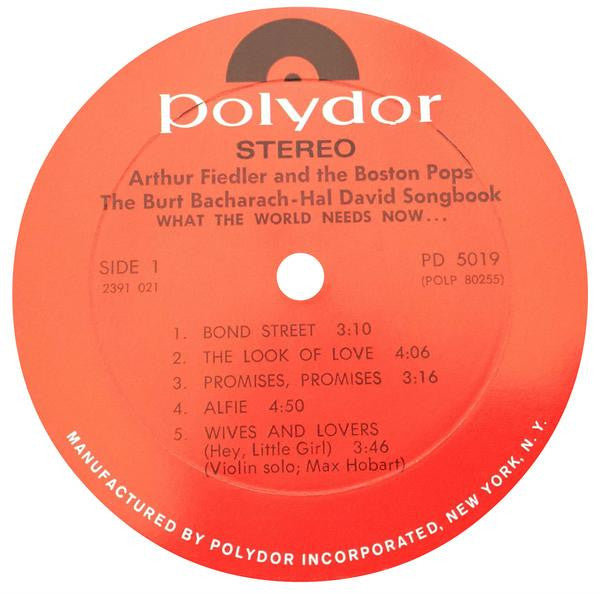 polydor
STEREO
Arthur Fiedler and the Boston Pops
The Burt Bacharach-Hal David Songbook
WHAT THE WORLD NEEDS NOW...
SIDE 1
PD 5019
2391 021
(POLP 80255)
1. BOND STREET 3:10
2. THE LOOK OF LOVE 4:06
3. PROMISES, PROMISES 3:16
4. ALFIE 4:50
5. WIVES AND LOVERS
(Hey, Little Girl) 3:46
(Violin solo; Max Hobart)
MANUFACTURED BY POLYDOR INCORPORATED, NEW YORK, N. Y.